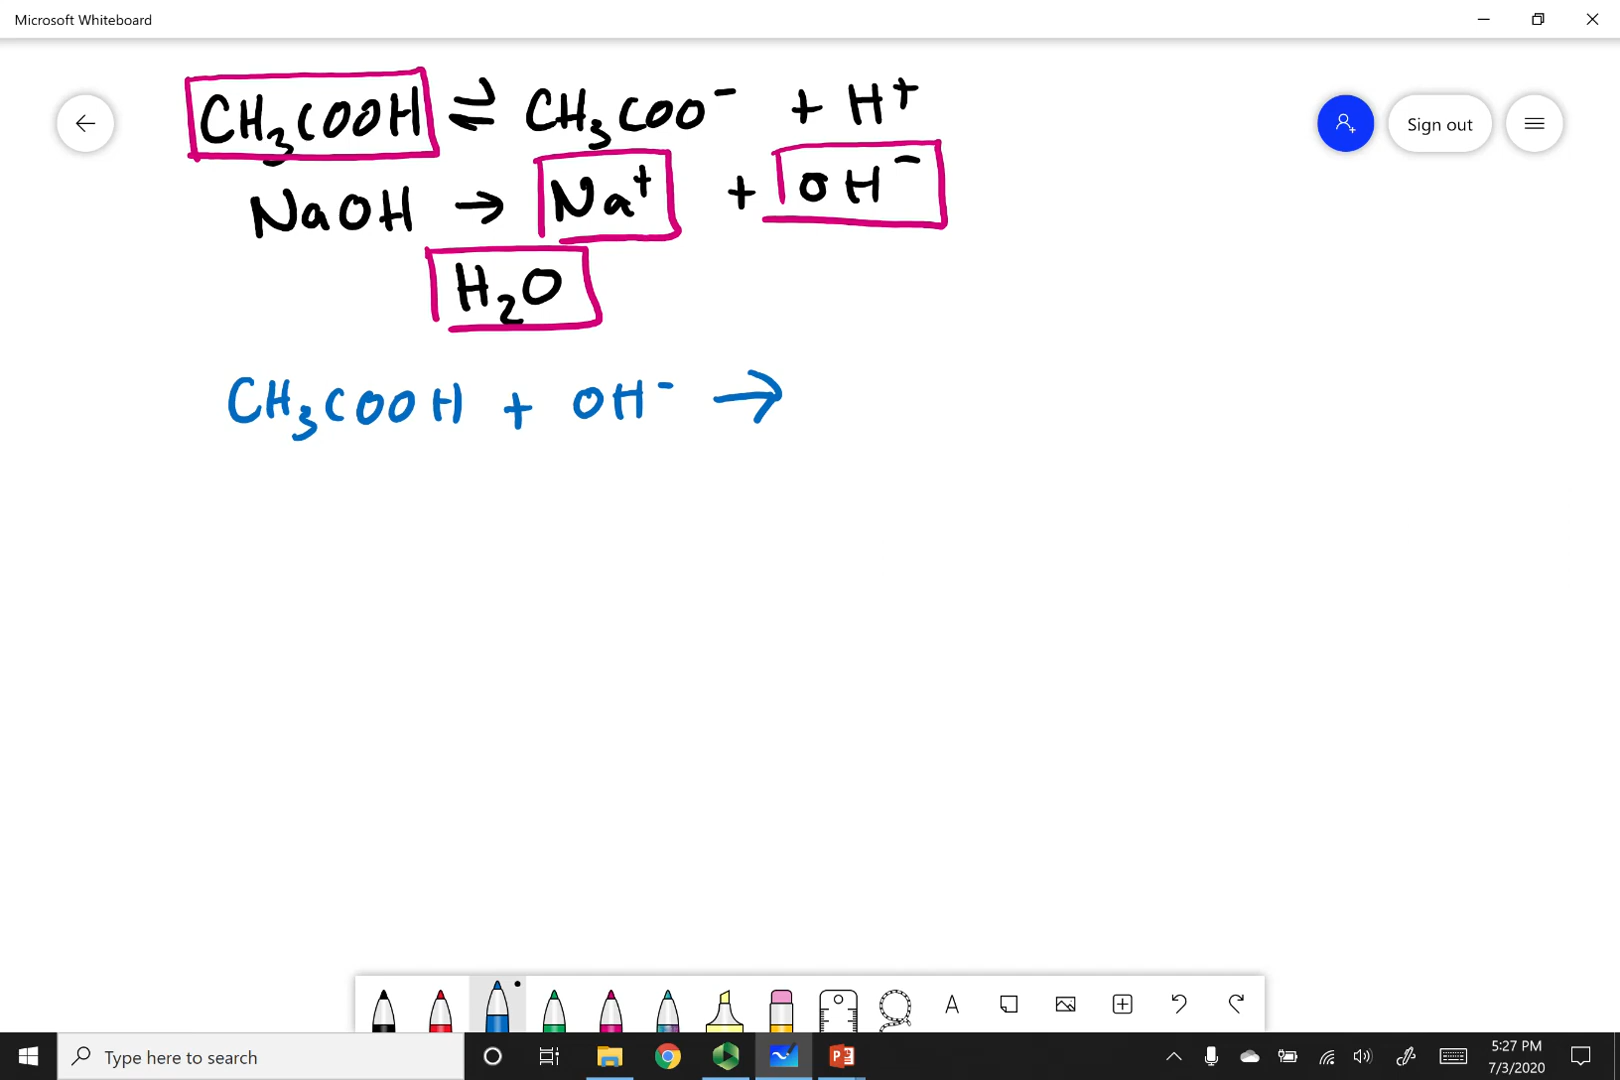 Microsoft Whiteboard
CH₃COOH ⇌ CH₃COO⁻ + H⁺
Sign out
NaOH → Na⁺ + OH⁻
H₂O
CH₃COOH + OH⁻ →
A
Type here to search
5:27 PM
7/3/2020